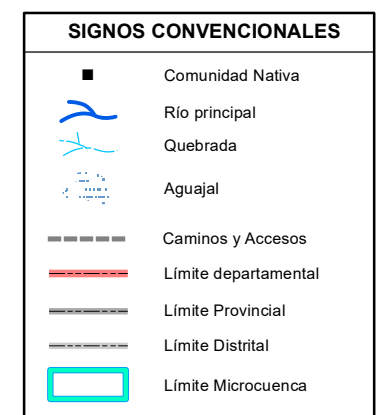 SIGNOS CONVENCIONALES
Comunidad Nativa
Río principal
Quebrada
Aguajal
Caminos y Accesos
Límite departamental
Límite Provincial
Límite Distrital
Límite Microcuenca